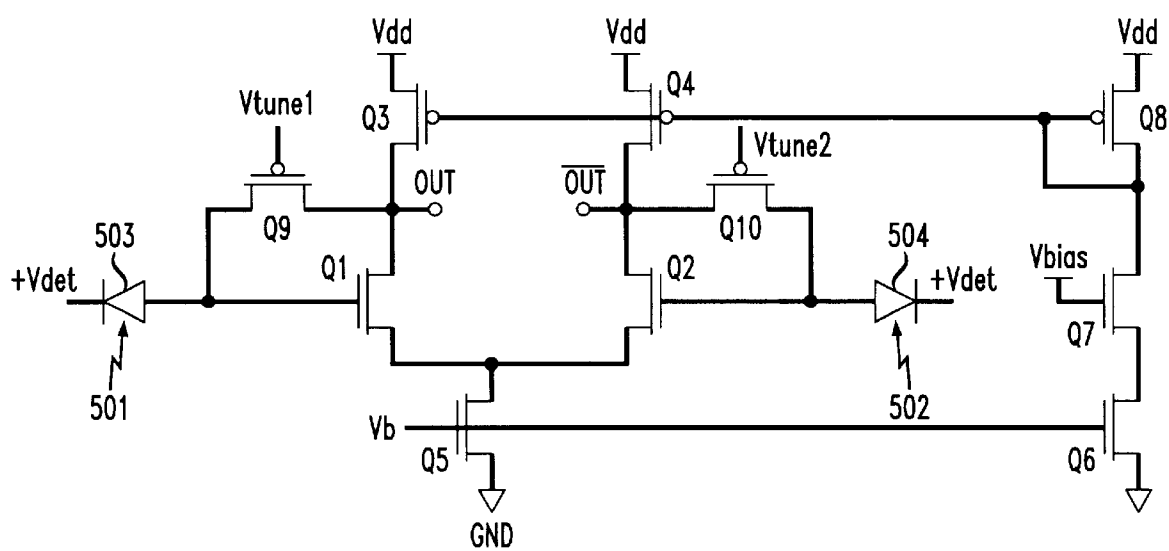 Vdd
Vdd
Vdd
Q3
Q4
Q8
Vtune1
Vtune2
OUT
OUT
Q9
Q10
503
504
+Vdet
+Vdet
Q1
Q2
Vbias
Q7
501
502
Vb
Q5
Q6
GND